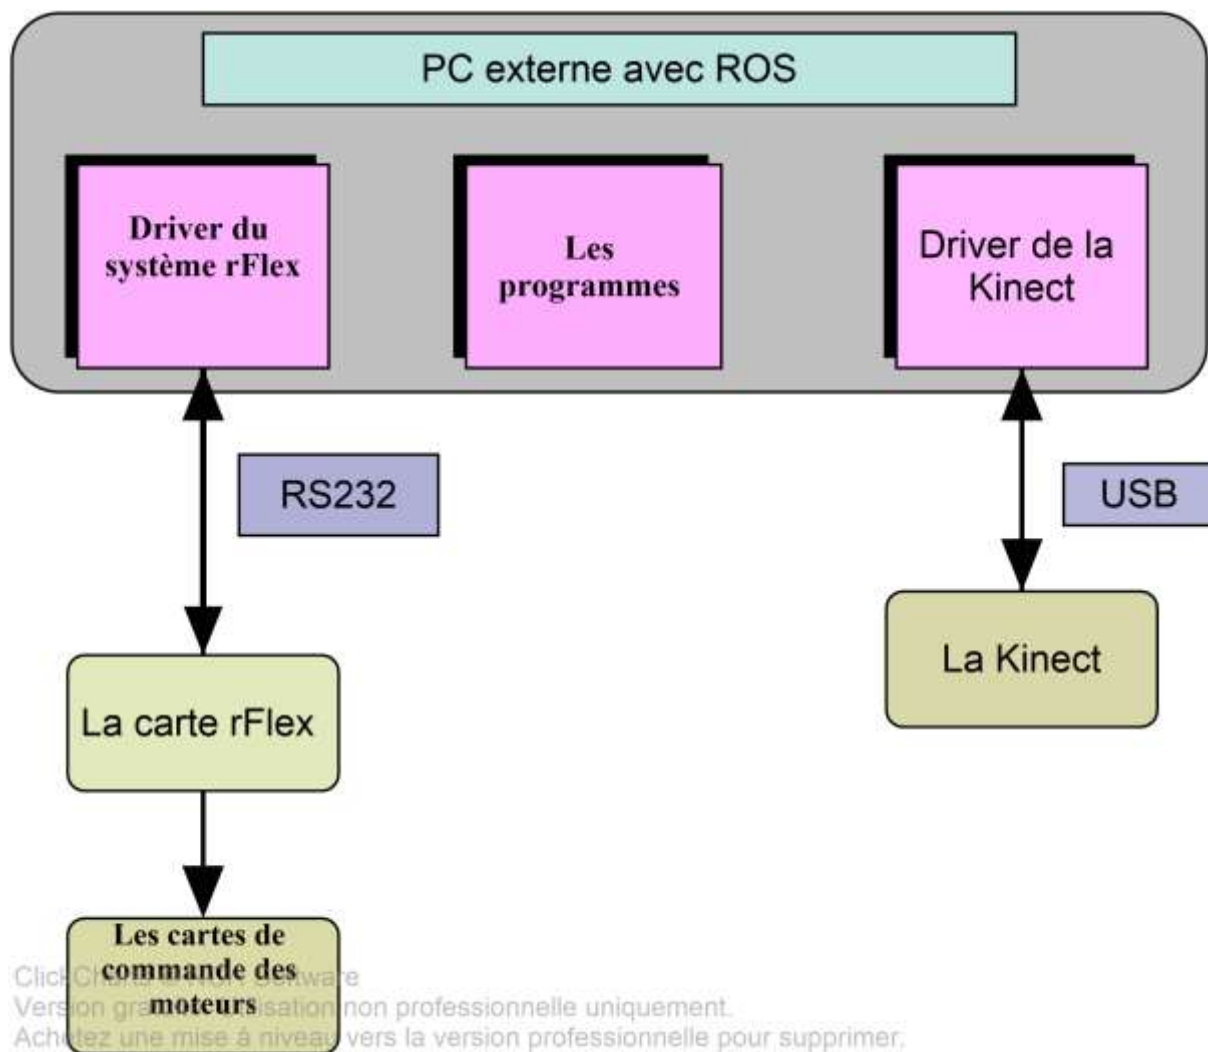 PC externe avec ROS
Driver du
système rFlex
Les
programmes
Driver de la
Kinect
RS232
USB
La Kinect
La carte rFlex
Les cartes de
commande des
moteurs
non professionnelle uniquement.
Achetez une mise à niveau vers la version professionnelle pour supprimer.